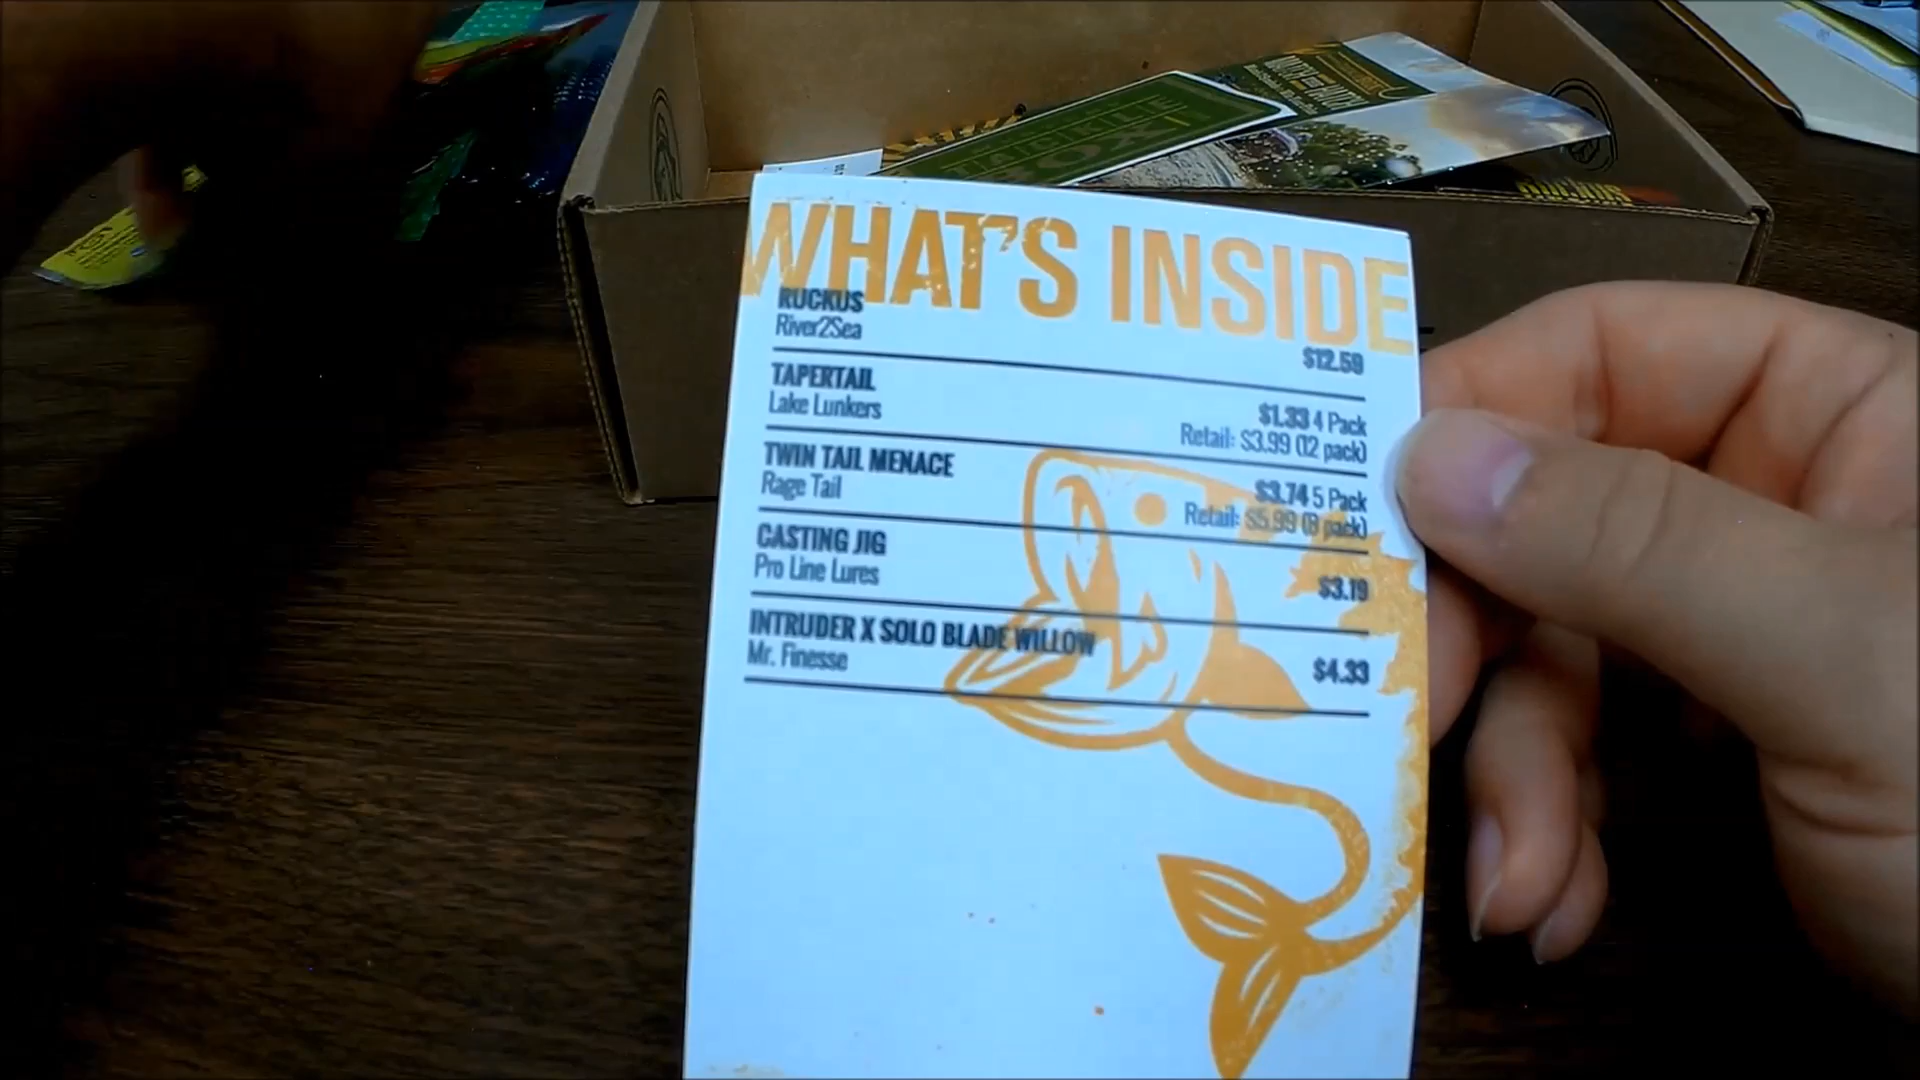 WHAT'S INSIDE
RUCKUS
River2Sea
$12.59
TAPERTAIL
Lake Lunkers
$1.33 4 Pack
Retail: $3.99 (12 pack)
TWIN TAIL MENACE
Rage Tail
$3.74 5 Pack
Retail: $5.99 (8 pack)
CASTING JIG
Pro Line Lures
$3.19
INTRUDER X SOLO BLADE WILLOW
Mr. Finesse
$4.33
RUCKUS